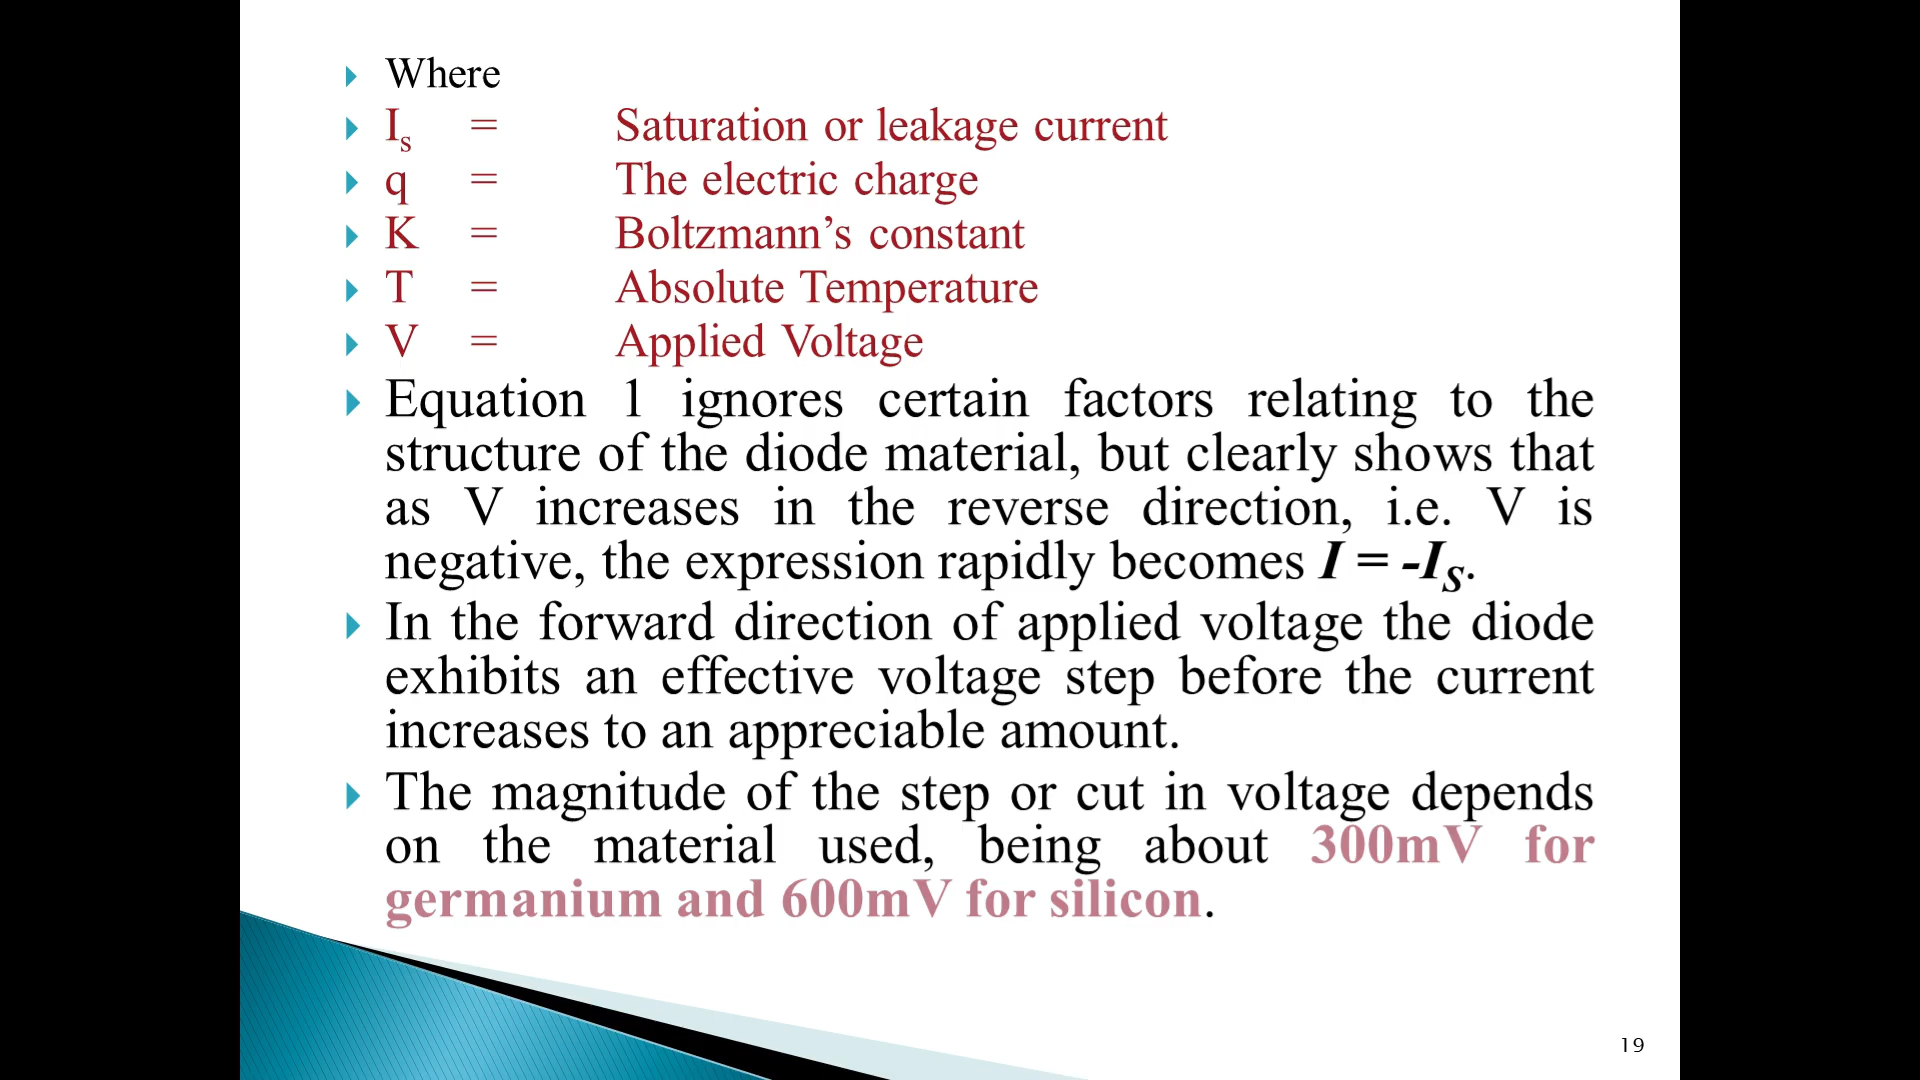 Where
Is = Saturation or leakage current
q = The electric charge
K = Boltzmann’s constant
T = Absolute Temperature
V = Applied Voltage
Equation 1 ignores certain factors relating to the
structure of the diode material, but clearly shows that
as V increases in the reverse direction, i.e. V is
negative, the expression rapidly becomes I = -IS.
In the forward direction of applied voltage the diode
exhibits an effective voltage step before the current
increases to an appreciable amount.
The magnitude of the step or cut in voltage depends
on the material used, being about 300mV for
germanium and 600mV for silicon.
19